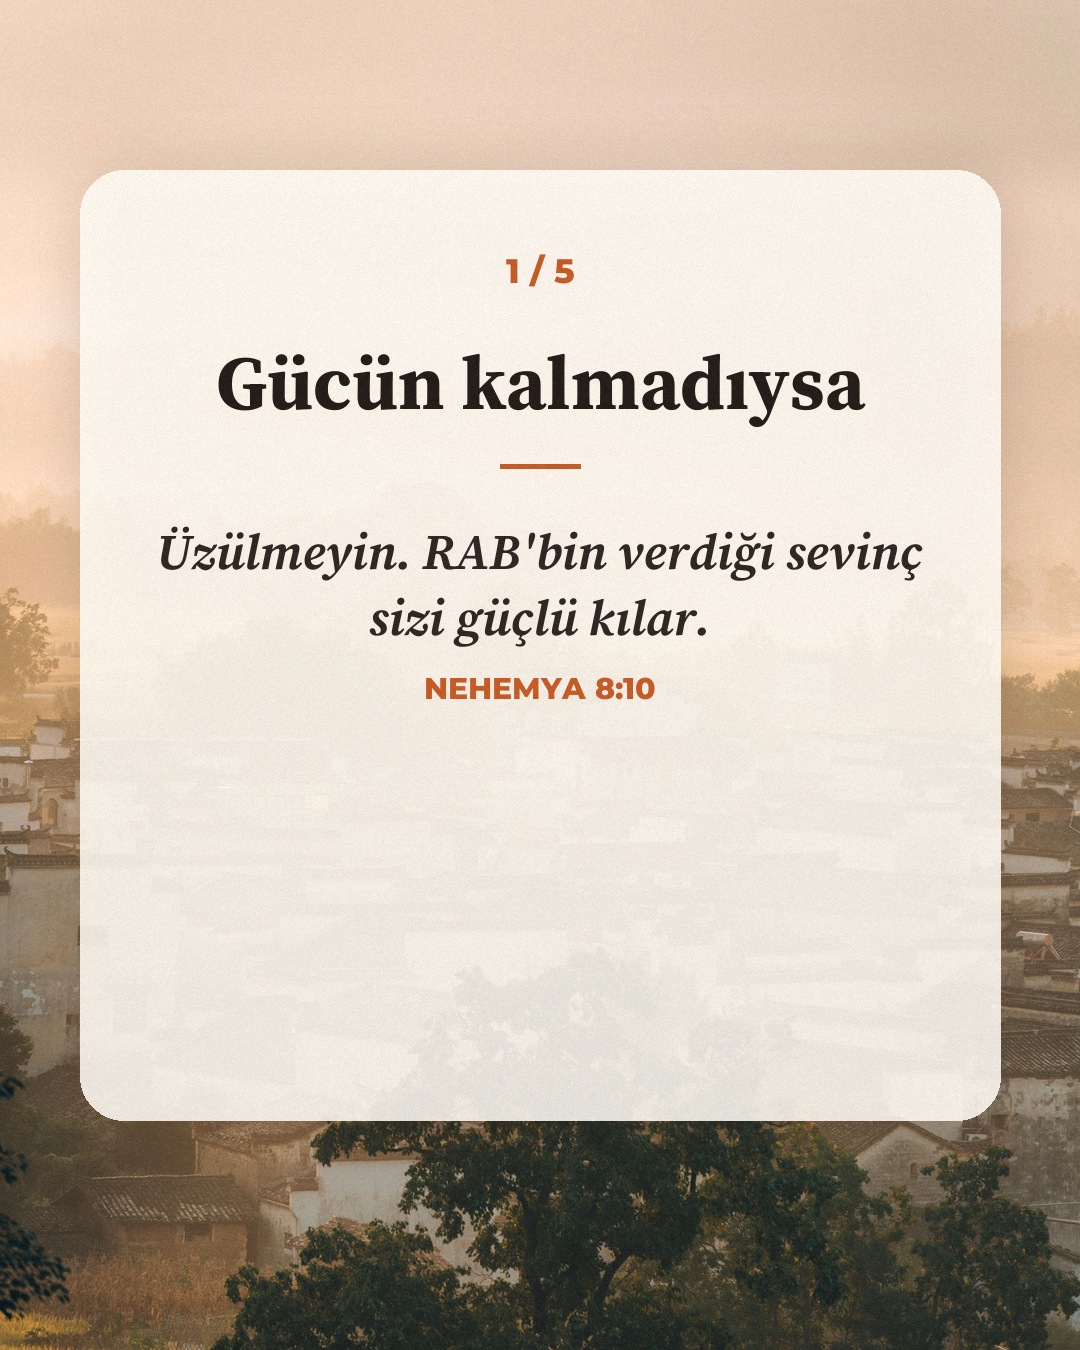 1 / 5
Gücün kalmadıysa
Üzülmeyin. RAB'bin verdiği sevinç
sizi güçlü kılar.
NEHEMYA 8:10